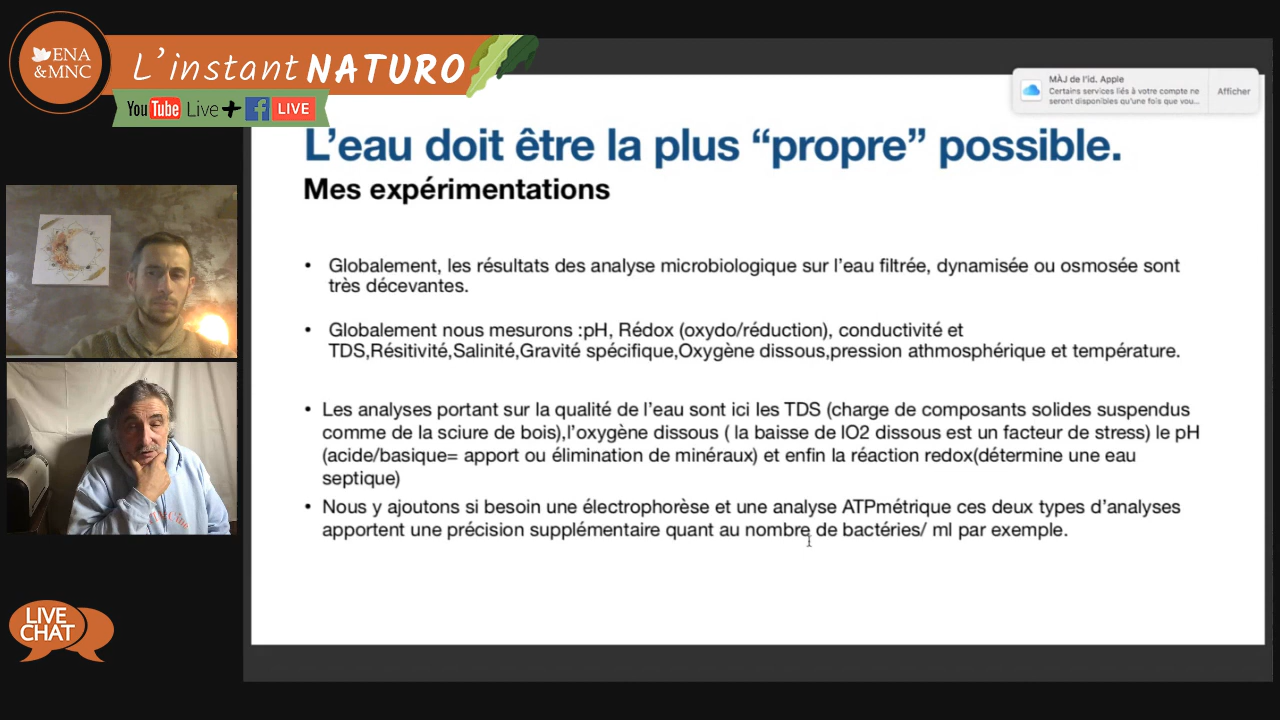 ENA
&MNC
L'instant NATURO
YouTube Live + f LIVE
MÀJ de l'id. Apple
Certains services liés à votre compte ne
seront disponibles qu'une fois que vou...
Afficher
L'eau doit être la plus “propre” possible.
Mes expérimentations
• Globalement, les résultats des analyse microbiologique sur l'eau filtrée, dynamisée ou osmosée sont
très décevantes.
• Globalement nous mesurons :pH, Rédox (oxydo/réduction), conductivité et
TDS,Résitivité,Salinité,Gravité spécifique,Oxygène dissous,pression athmosphérique et température.
• Les analyses portant sur la qualité de l'eau sont ici les TDS (charge de composants solides suspendus
comme de la sciure de bois),l'oxygène dissous ( la baisse de lO2 dissous est un facteur de stress) le pH
(acide/basique= apport ou élimination de minéraux) et enfin la réaction redox(détermine une eau
septique)
• Nous y ajoutons si besoin une électrophorèse et une analyse ATPmétrique ces deux types d'analyses
apportent une précision supplémentaire quant au nombre de bactéries/ ml par exemple.
LIVE
CHAT